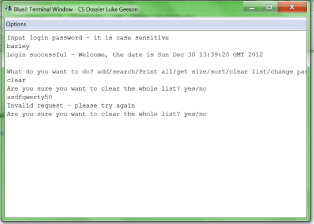 BlueJ: Terminal Window - CS Dossier Luke Geeson
Options
Input login password - it is case sensitive
barley
Login successful - Welcome, the date is Sun Dec 30 13:39:20 GMT 2012
What do you want to do? add/search/Print all/get size/sort/clear list/change pas
clear
Are you sure you want to clear the whole list? yes/no
asdfqwerty50
Invalid request - please try again
Are you sure you want to clear the whole list? yes/no